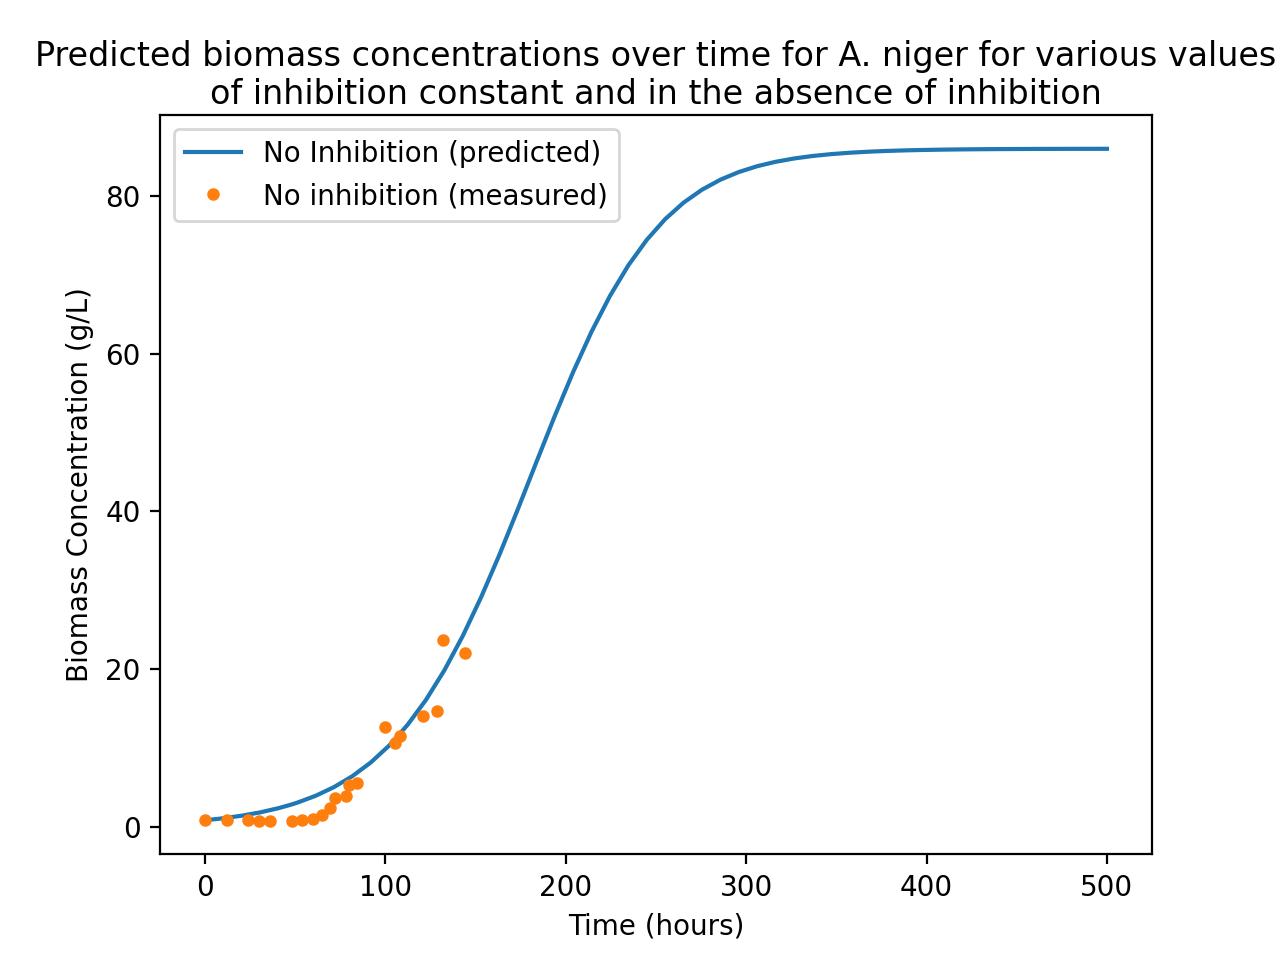 Predicted biomass concentrations over time for A. niger for various values
of inhibition constant and in the absence of inhibition
No Inhibition (predicted)
No inhibition (measured)
80
60
40
20
0
Biomass Concentration (g/L)
0 100 200 300 400 500
Time (hours)